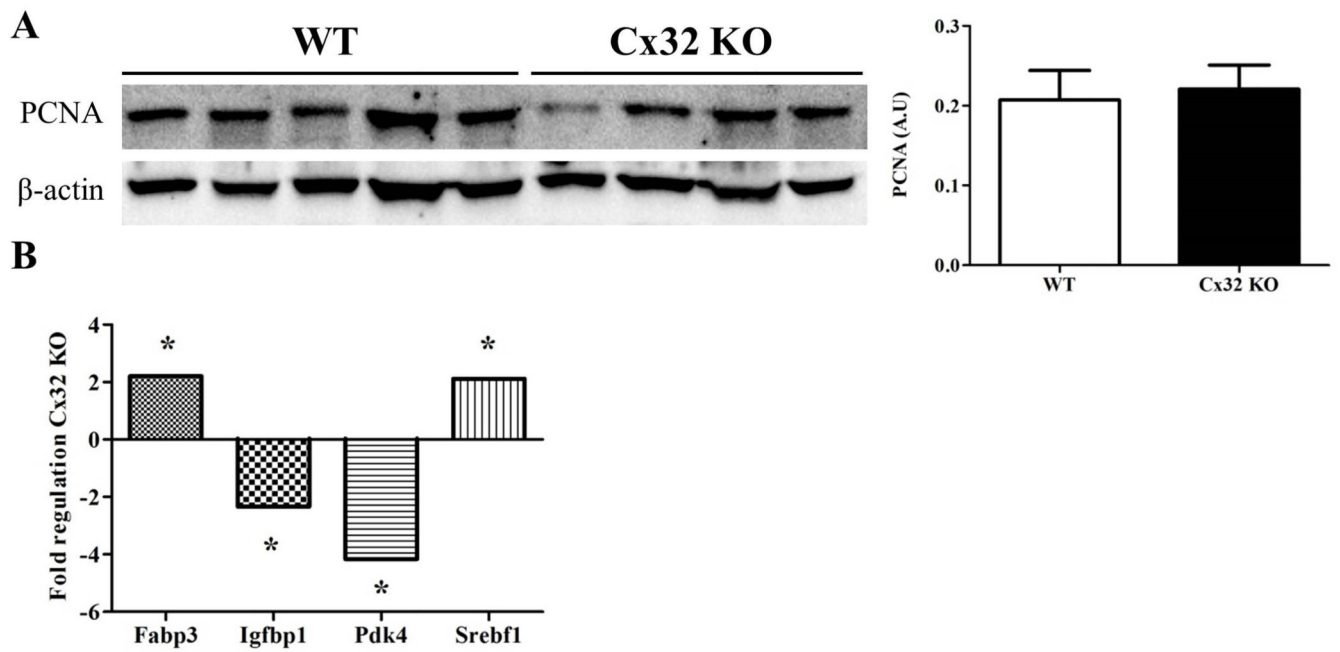 A
WT
Cx32 KO
PCNA
β-actin
PCNA (A.U)
0.3
0.2
0.1
0.0
WT
Cx32 KO
B
Fold regulation Cx32 KO
4
2
0
-2
-4
-6
*
*
*
*
Fabp3
Igfbp1
Pdk4
Srebf1